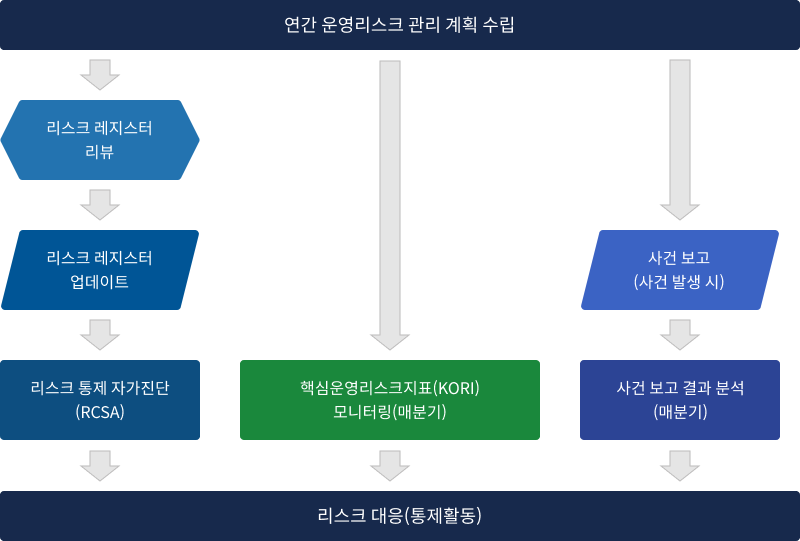 연간 운영리스크 관리 계획 수립
리스크 레지스터
리뷰
리스크 레지스터
업데이트
리스크 통제 자가진단
(RCSA)
핵심운영리스크지표(KORI)
모니터링(매분기)
사건 보고
(사건 발생 시)
사건 보고 결과 분석
(매분기)
리스크 대응(통제활동)